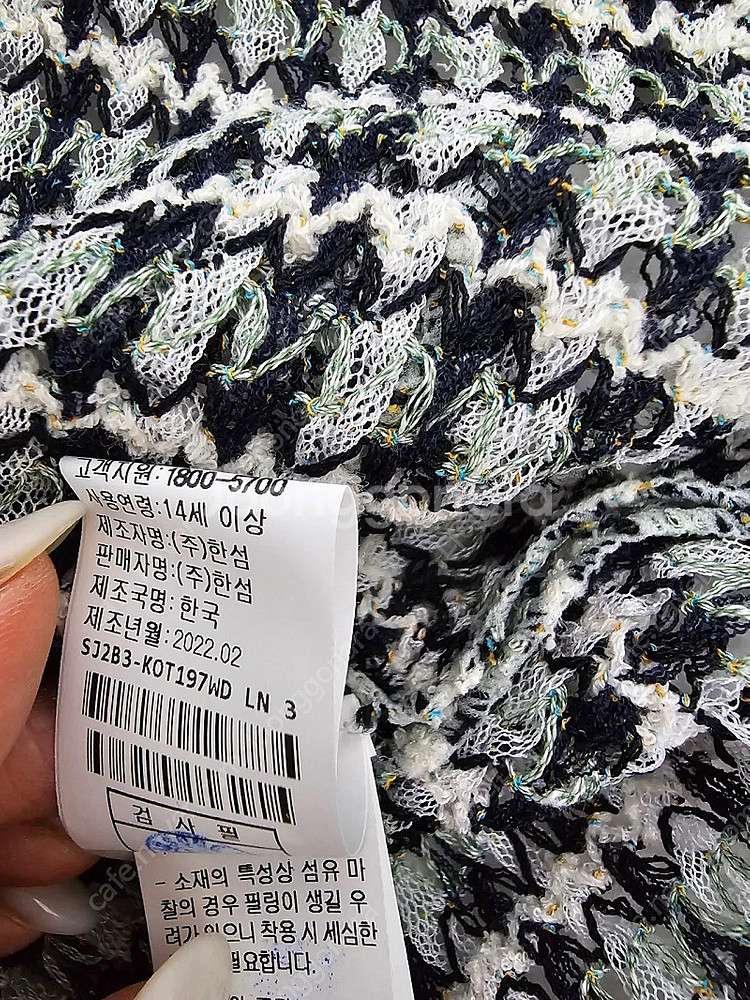 고객지원:1800-5700
사용연령:14세 이상
제조자명:(주)한섬
판매자명:(주)한섬
제조국명:한국
제조년월:2022.02
SJ2B3-KOT197WD LN 3
검 사 필
- 소재의 특성상 섬유 마
찰의 경우 필링이 생길 우
려가 있으니 착용 시 세심한
필요합니다.